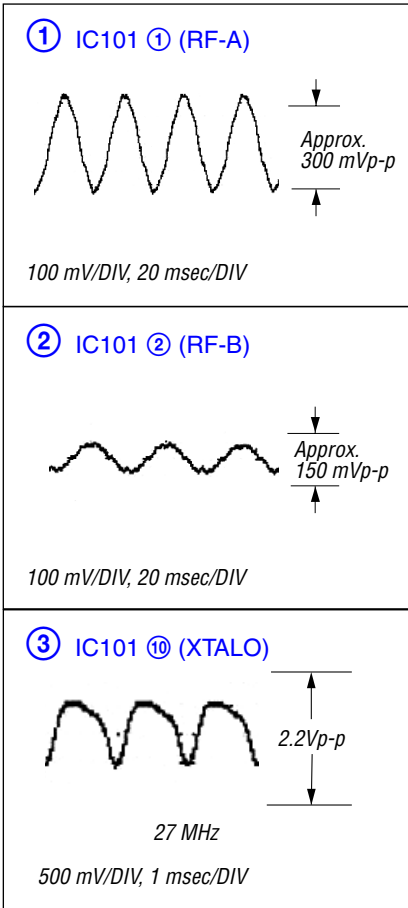 ① IC101 ① (RF-A)
Approx.
300 mVp-p
100 mV/DIV, 20 msec/DIV
② IC101 ② (RF-B)
Approx.
150 mVp-p
100 mV/DIV, 20 msec/DIV
③ IC101 ⑩ (XTALO)
2.2Vp-p
27 MHz
500 mV/DIV, 1 msec/DIV